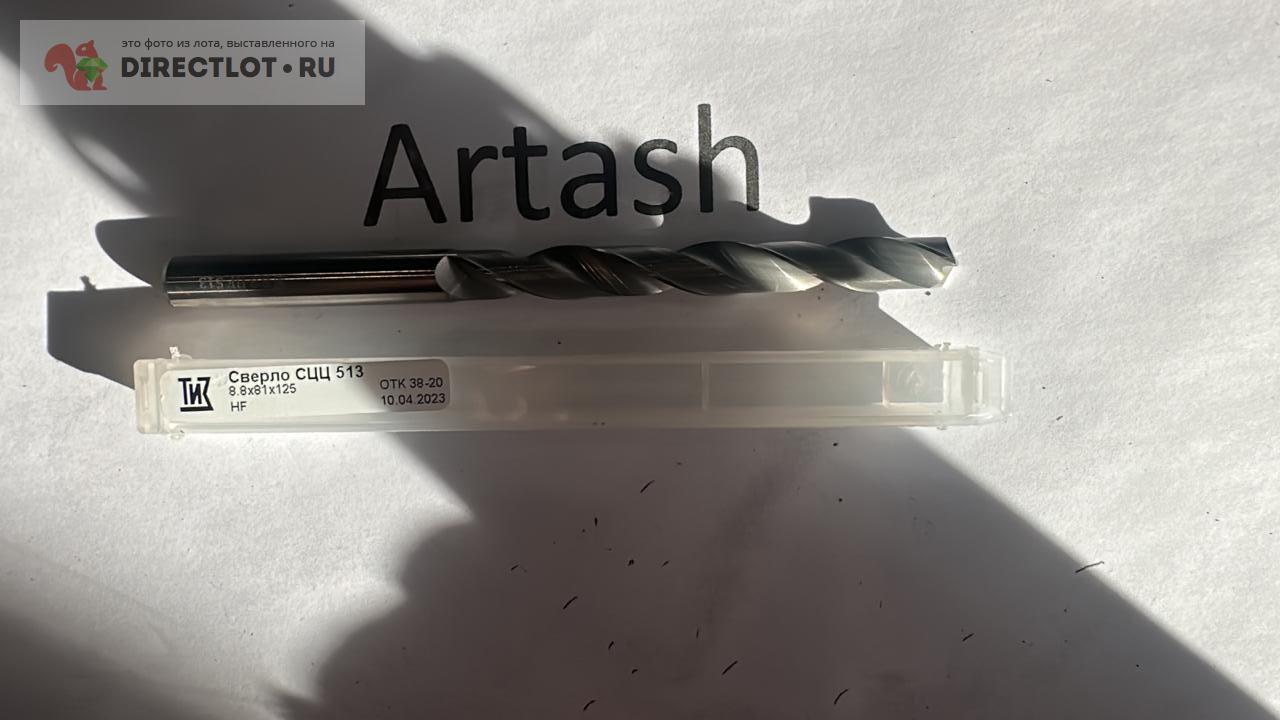 это фото из лота, выставленного на
DIRECTLOT•RU
Artash
ТИЗ
Сверло СЦЦ 513
8.8x81x125
HF
ОТК 38-20
10.04.2023